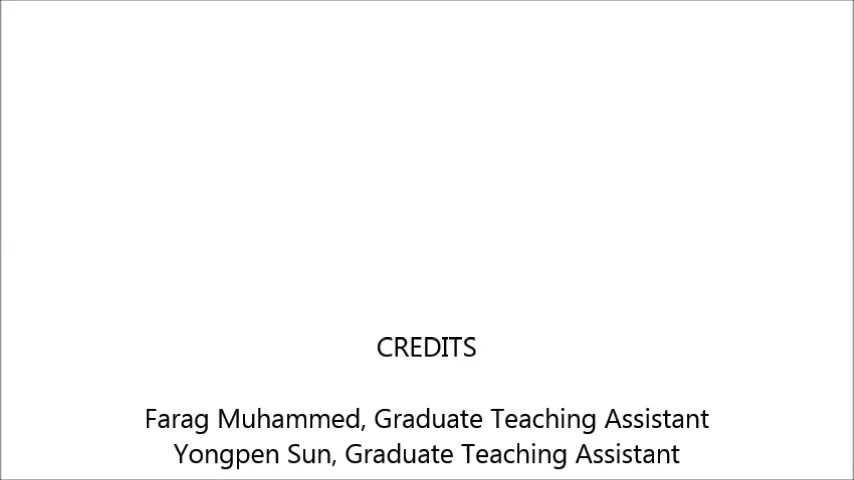 CREDITS
Farag Muhammed, Graduate Teaching Assistant
Yongpen Sun, Graduate Teaching Assistant